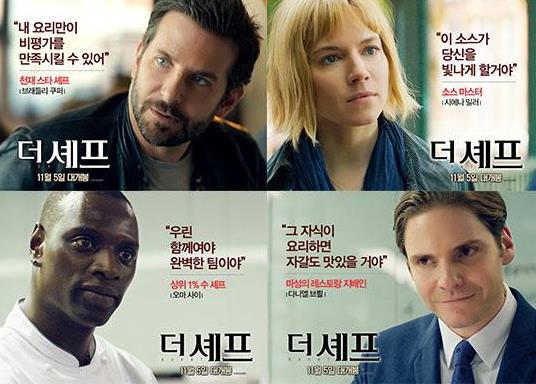 “내 요리만이
비평가를
만족시킬 수 있어”
천재 스타 셰프
브래들리 쿠퍼
더 셰프
11월 5일 대개봉
“이 소스가
당신을
빛나게 할거야”
소스 마스터
시에나 밀러
더 셰프
11월 5일 대개봉
“우린
함께여야
완벽한 팀이야”
상위 1% 수 셰프
오마 사이
더 셰프
11월 5일 대개봉
“그 자식이
요리하면
자갈도 맛있을 거야”
마성의 레스토랑 지배인
다니엘 브륄
더 셰프
11월 5일 대개봉